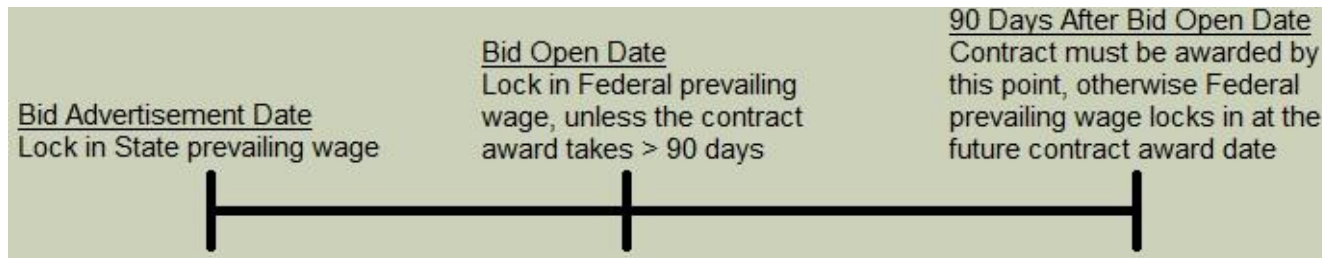 Bid Advertisement Date
Lock in State prevailing wage
Bid Open Date
Lock in Federal prevailing
wage, unless the contract
award takes > 90 days
90 Days After Bid Open Date
Contract must be awarded by
this point, otherwise Federal
prevailing wage locks in at the
future contract award date